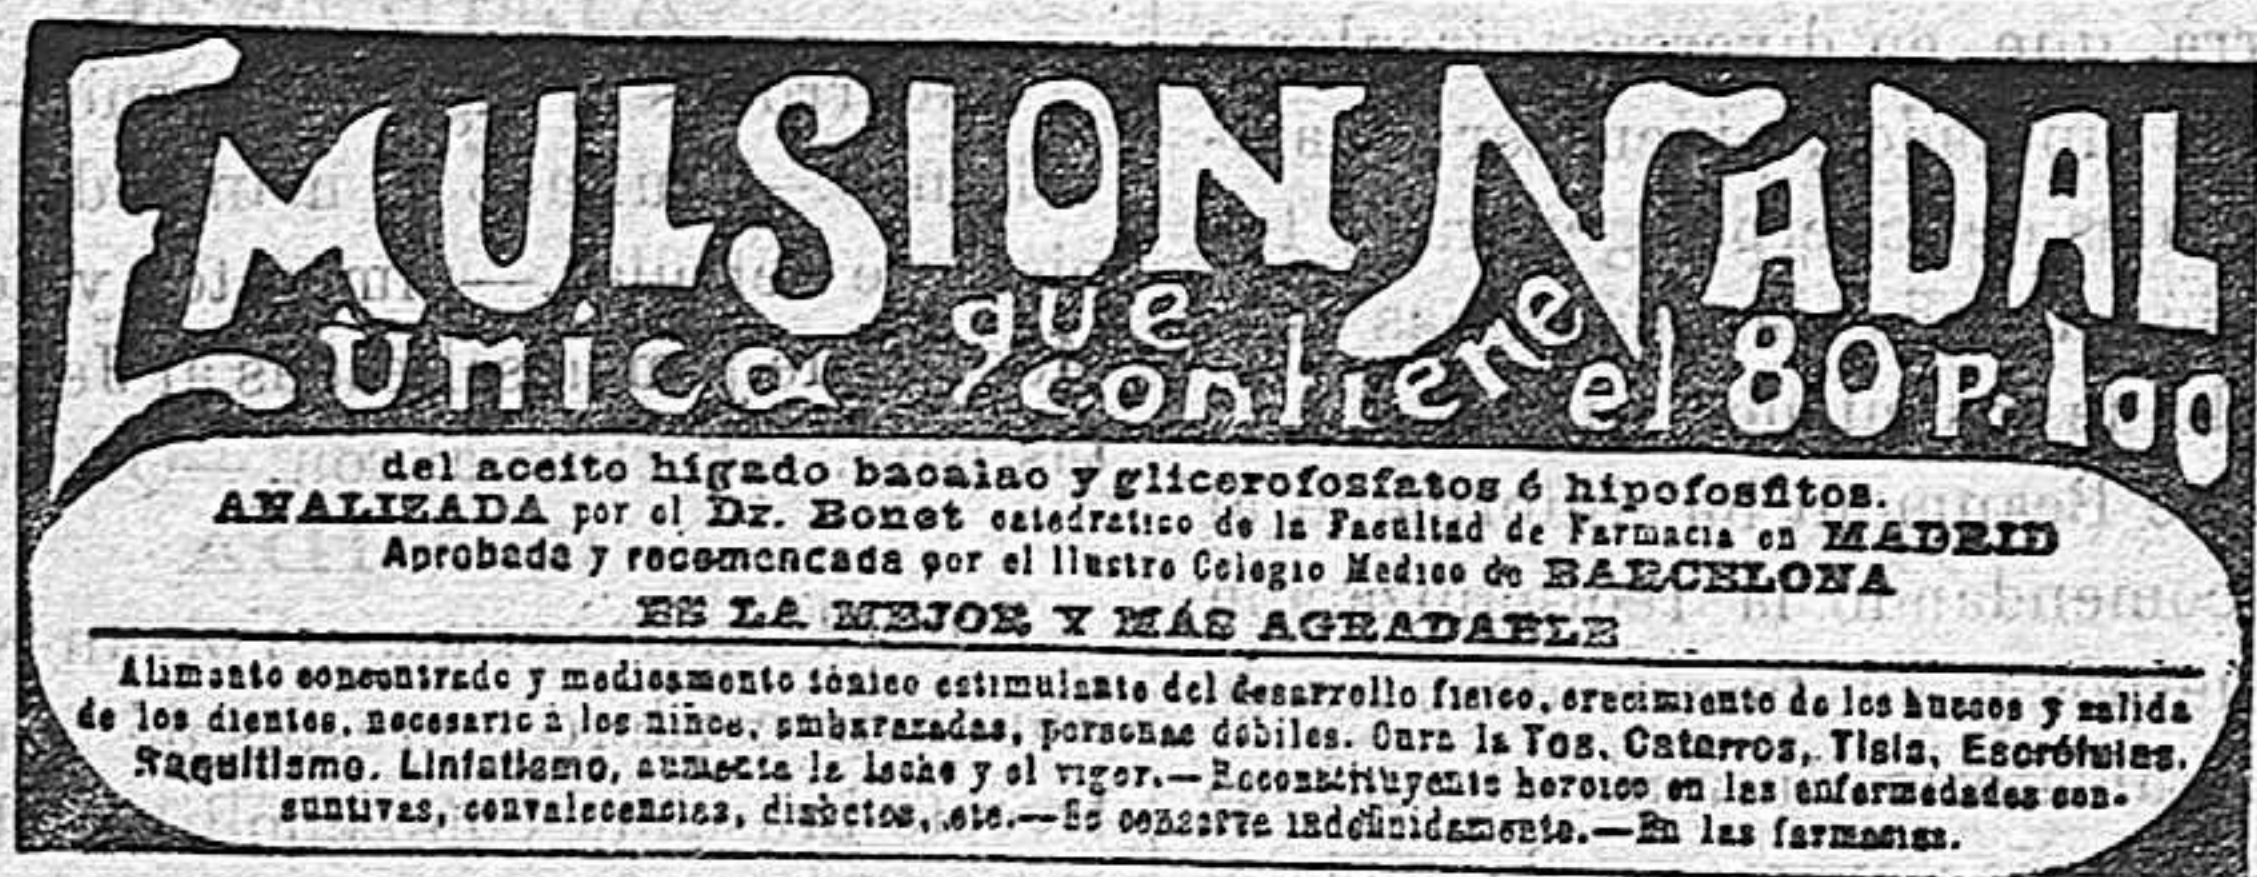 EMULSION NADAL
única que contiene el 80 p. 100
del aceite hígado bacalao y glicerofosfatos ó hipofosfitos.
ANALIZADA por el Dr. Bonet catedratico de la Facultad de Farmacia en MADRID
Aprobada y recomendada por el Ilustre Colegio Medico de BARCELONA
ES LA MEJOR Y MÁS AGRADABLE
Alimento concentrado y medicamento tónico estimulante del desarrollo fisico, crecimiento de los huesos y salida
de los dientes, necesario à los niños, embarazadas, personas débiles. Cura la Tos, Catarros, Tisis, Escrófulas,
Raquitismo, Linfatismo, aumenta la leche y el vigor.—Reconstituyente heroico en las enfermedades con-
suntivas, convalecencias, diabetes, etc.—Se conserva indefinidamente.—En las farmacias.